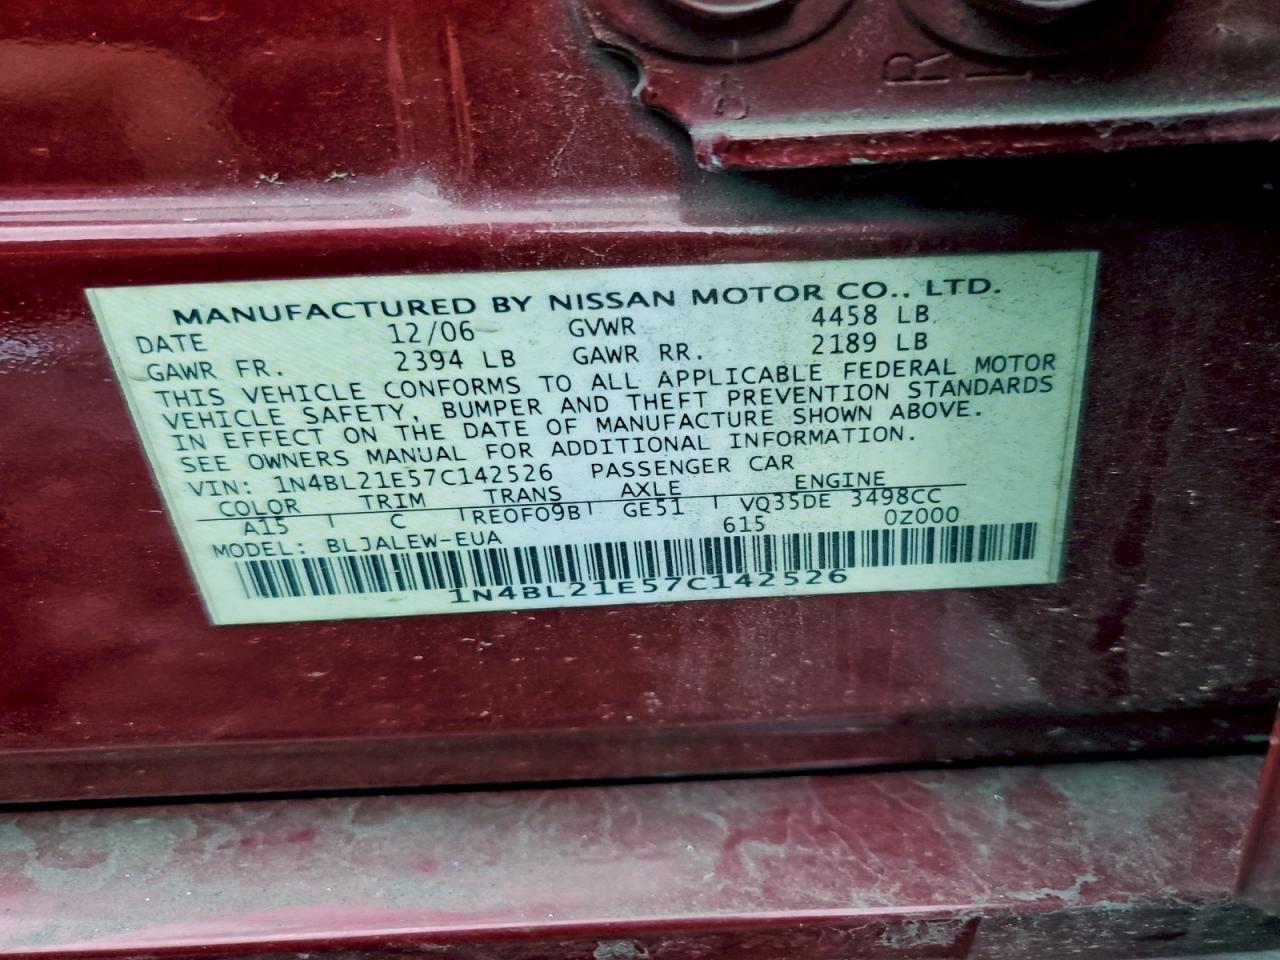 R
MANUFACTURED BY NISSAN MOTOR CO., LTD.
DATE 12/06 GVWR 4458 LB
GAWR FR. 2394 LB GAWR RR. 2189 LB
THIS VEHICLE CONFORMS TO ALL APPLICABLE FEDERAL MOTOR
VEHICLE SAFETY, BUMPER AND THEFT PREVENTION STANDARDS
IN EFFECT ON THE DATE OF MANUFACTURE SHOWN ABOVE.
SEE OWNERS MANUAL FOR ADDITIONAL INFORMATION.
VIN: 1N4BL21E57C142526 PASSENGER CAR
COLOR TRIM TRANS AXLE ENGINE
A15 C RE0F09B GE51 VQ35DE 3498CC
615 0Z000
MODEL: BLJALEW-EUA
1N4BL21E57C142526